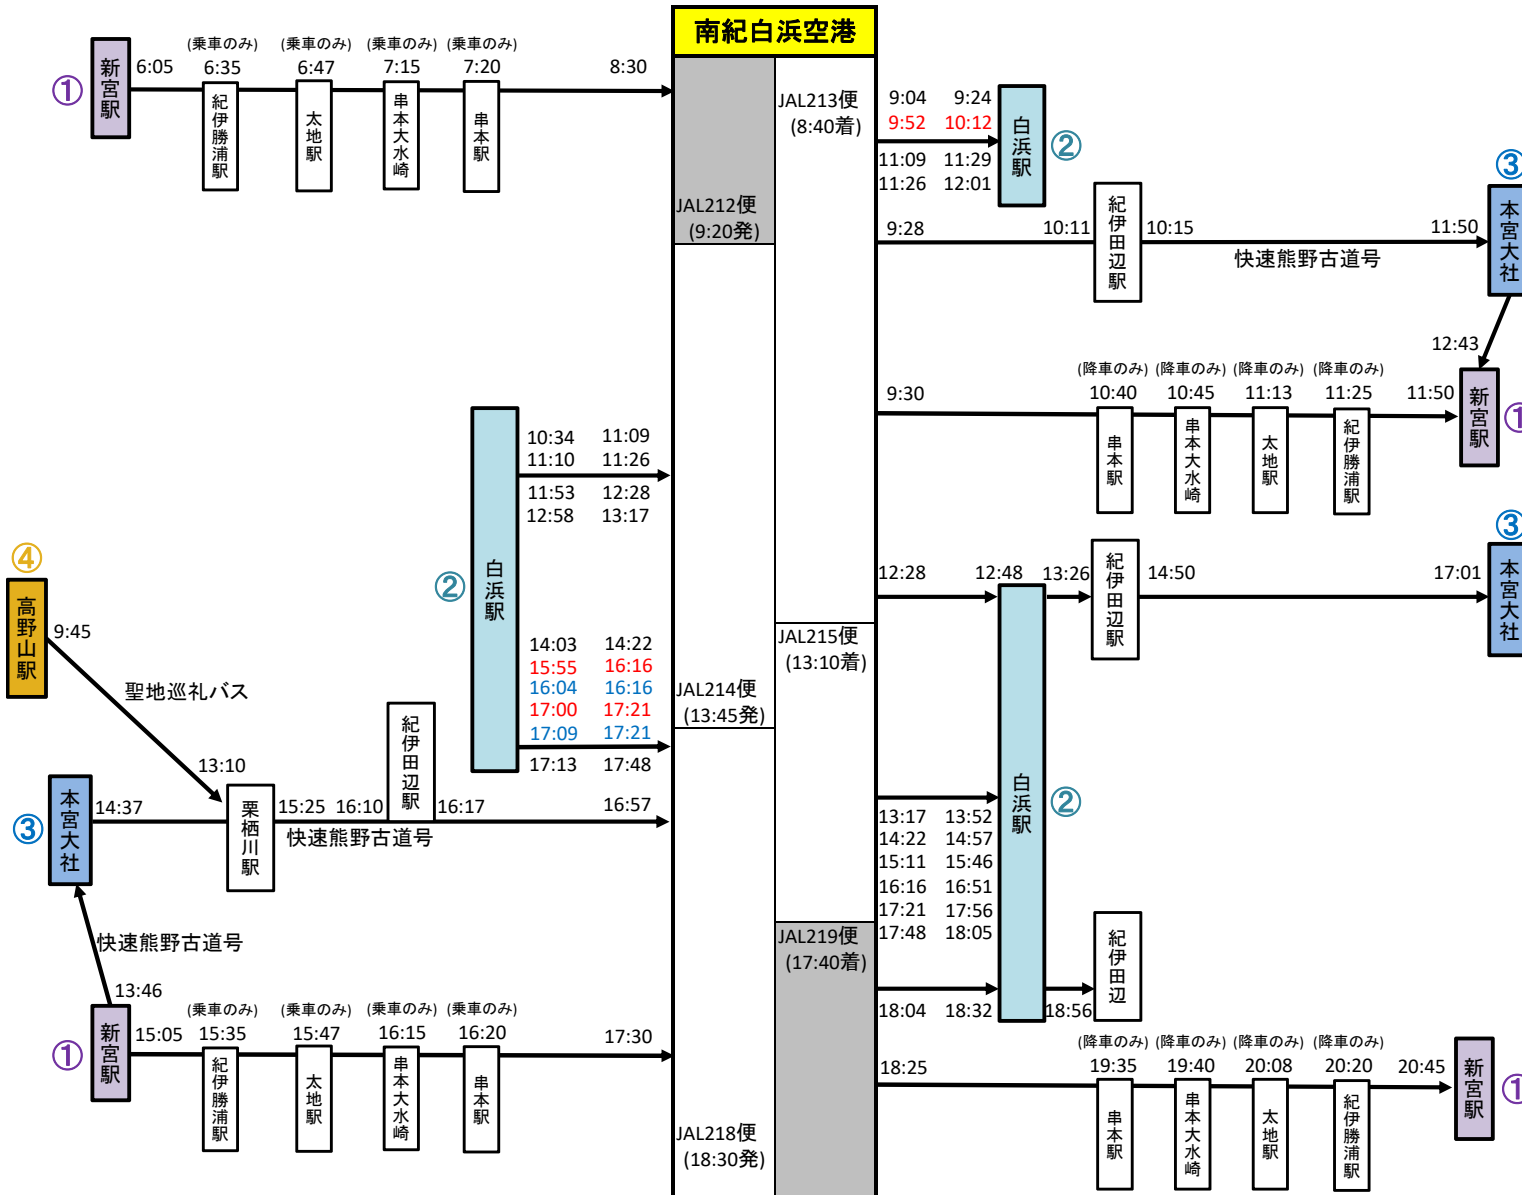 南紀白浜空港
①
新宮駅
6:05
(乗車のみ)
6:35
紀伊勝浦駅
(乗車のみ)
6:47
太地駅
(乗車のみ)
7:15
串本大水崎
(乗車のみ)
7:20
串本駅
8:30
JAL212便
(9:20発)
JAL213便
(8:40着)
9:04 9:24
9:52 10:12
11:09 11:29
11:26 12:01
白浜駅
②
9:28
10:11
紀伊田辺駅
10:15
快速熊野古道号
11:50
③
本宮大社
12:43
9:30
(降車のみ)
10:40
串本駅
(降車のみ)
10:45
串本大水崎
(降車のみ)
11:13
太地駅
(降車のみ)
11:25
紀伊勝浦駅
11:50
新宮駅
①
②
白浜駅
10:34 11:09
11:10 11:26
11:53 12:28
12:58 13:17
14:03 14:22
15:55 16:16
16:04 16:16
17:00 17:21
17:09 17:21
17:13 17:48
JAL214便
(13:45発)
JAL215便
(13:10着)
12:28
12:48
13:26
紀伊田辺駅
14:50
17:01
③
本宮大社
白浜駅
②
13:17 13:52
14:22 14:57
15:11 15:46
16:16 16:51
17:21 17:56
17:48 18:05
④
高野山駅
9:45
聖地巡礼バス
13:10
③
本宮大社
14:37
栗栖川駅
15:25
16:10
紀伊田辺駅
16:17
快速熊野古道号
16:57
快速熊野古道号
13:46
①
新宮駅
15:05
(乗車のみ)
15:35
紀伊勝浦駅
(乗車のみ)
15:47
太地駅
(乗車のみ)
16:15
串本大水崎
(乗車のみ)
16:20
串本駅
17:30
JAL218便
(18:30発)
JAL219便
(17:40着)
18:04 18:32
18:56
紀伊田辺
18:25
(降車のみ)
19:35
串本駅
(降車のみ)
19:40
串本大水崎
(降車のみ)
20:08
太地駅
(降車のみ)
20:20
紀伊勝浦駅
20:45
新宮駅
①